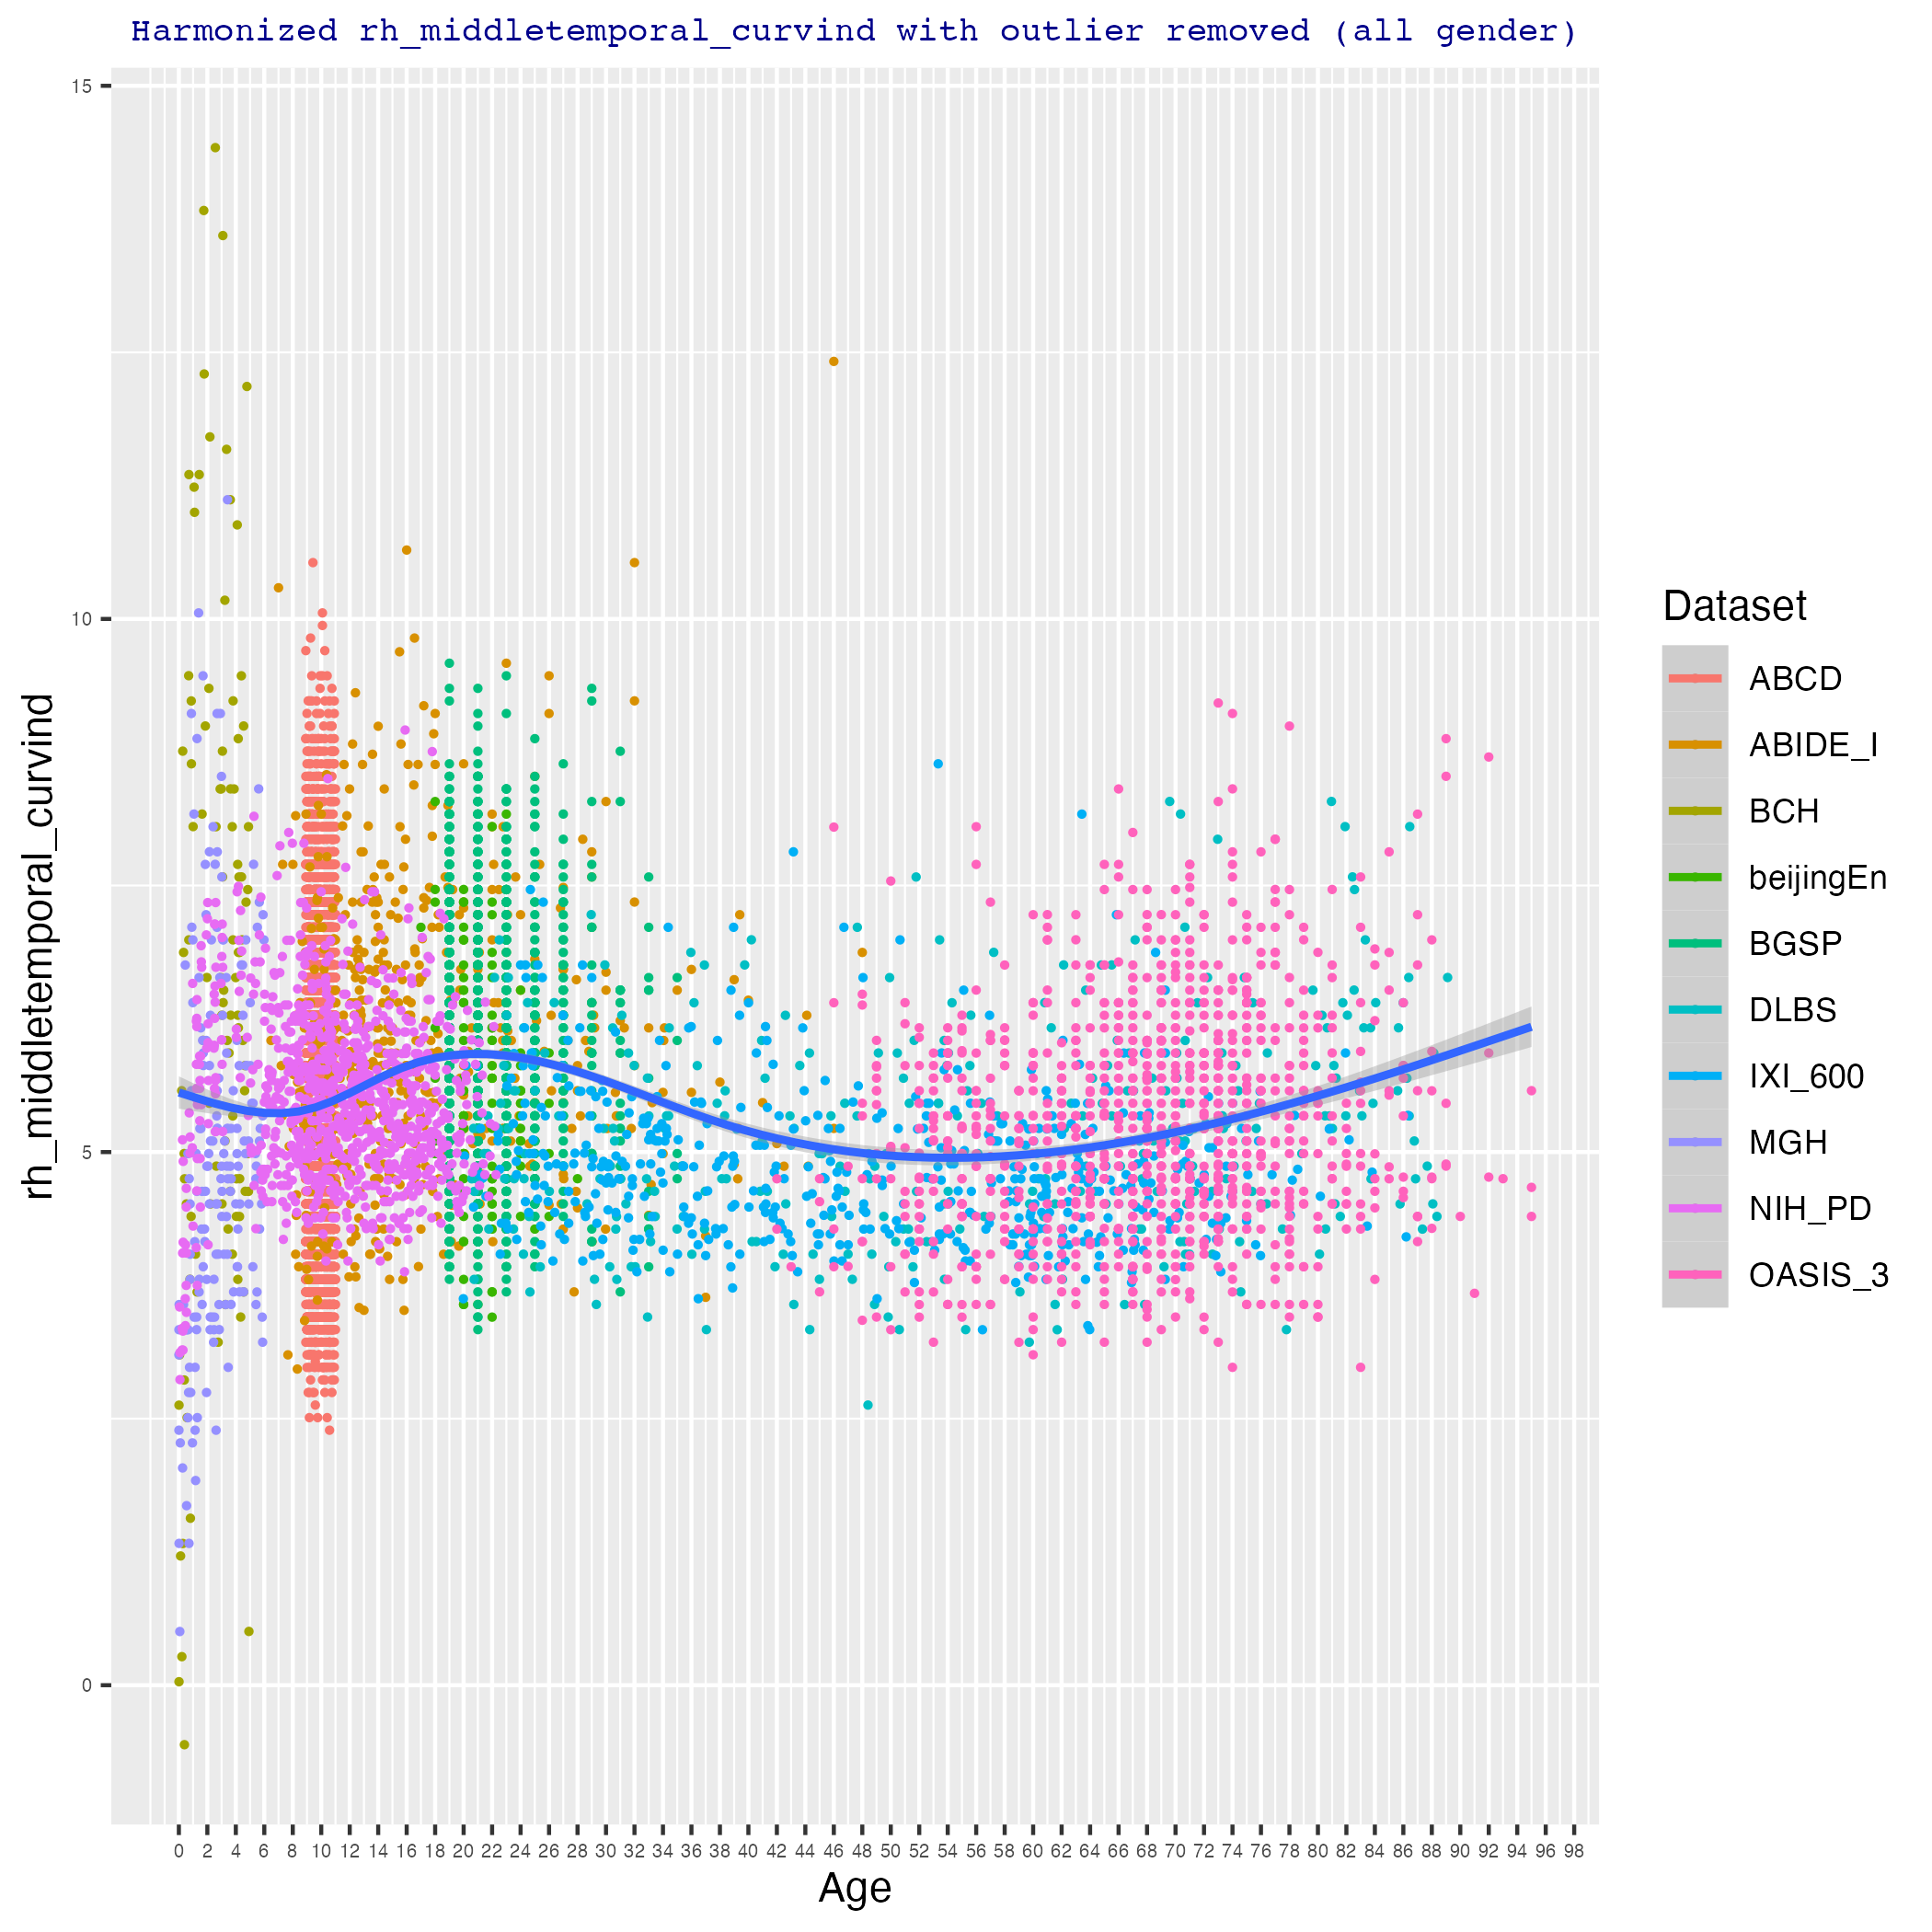 Harmonized rh_middletemporal_curvind with outlier removed (all gender)
15
10
5
0
rh_middletemporal_curvind
0 2 4 6 8 10 12 14 16 18 20 22 24 26 28 30 32 34 36 38 40 42 44 46 48 50 52 54 56 58 60 62 64 66 68 70 72 74 76 78 80 82 84 86 88 90 92 94 96 98
Age
Dataset
ABCD
ABIDE_I
BCH
beijingEn
BGSP
DLBS
IXI_600
MGH
NIH_PD
OASIS_3